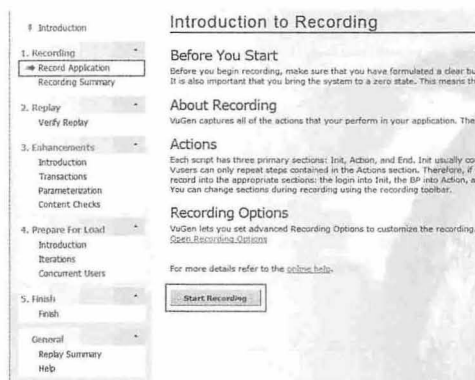 Introduction
1. Recording
Record Application
Recording Summary
2. Replay
Verify Replay
3. Enhancements
Introduction
Transactions
Parameterization
Content Checks
4. Prepare For Load
Introduction
Iterations
Concurrent Users
5. Finish
Finish
General
Replay Summary
Help
Introduction to Recording
Before You Start
Before you begin recording, make sure that you have formulated a clear bu
It is also important that you bring the system to a zero state. This means th
About Recording
VuGen captures all of the actions that your perform in your application. The
Actions
Each script has three primary sections: Init, Action, and End. Init usually co
Vusers can only repeat steps contained in the Actions section. Therefore, if
record into the appropriate sections: the login into Init, the BP into Action, a
You can change sections during recording using the recording toolbar.
Recording Options
VuGen lets you set advanced Recording Options to customize the recording
Open Recording Options
For more details refer to the online help.
Start Recording